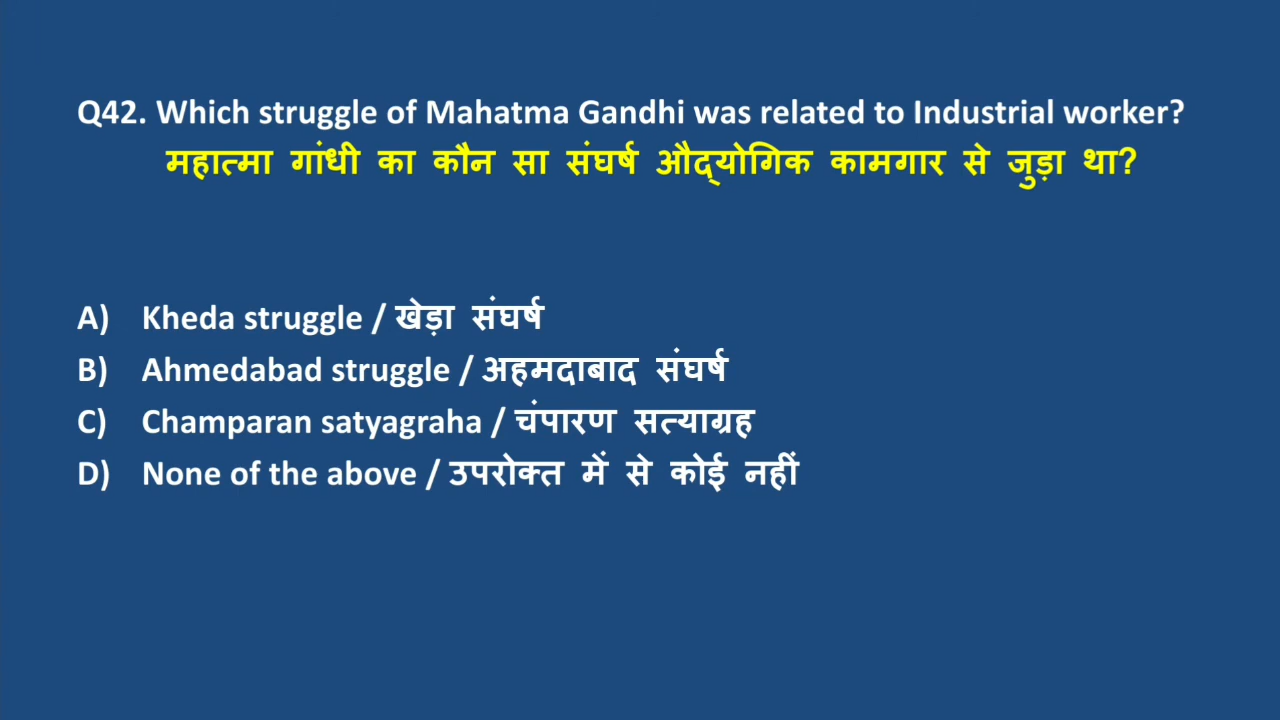 Q42. Which struggle of Mahatma Gandhi was related to Industrial worker?
महात्मा गांधी का कौन सा संघर्ष औद्योगिक कामगार से जुड़ा था?
A) Kheda struggle / खेड़ा संघर्ष
B) Ahmedabad struggle / अहमदाबाद संघर्ष
C) Champaran satyagraha / चंपारण सत्याग्रह
D) None of the above / उपरोक्त में से कोई नहीं